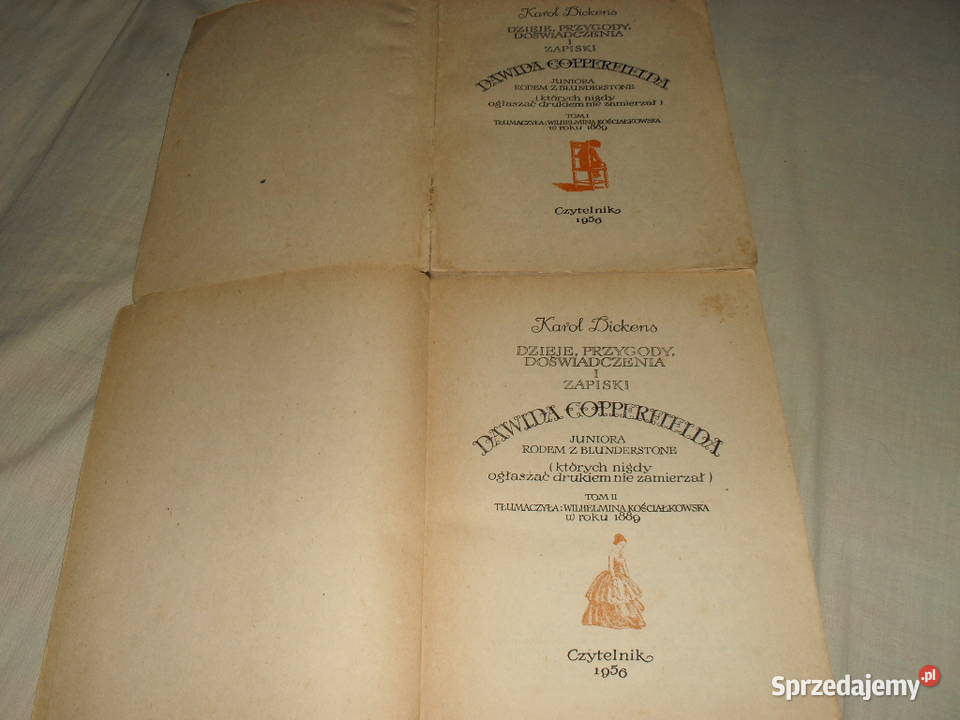 Karol Dickens
DZIEJE, PRZYGODY,
DOŚWIADCZENIA
I
ZAPISKI
DAWIDA COPPERFIELDA
JUNIORA
RODEM Z BLUNDERSTONE
(których nigdy
ogłaszać drukiem nie zamierzał)
TOM I
TŁUMACZYŁA: WILHELMINA KOŚCIAŁKOWSKA
w roku 1889
Czytelnik
1956
Karol Dickens
DZIEJE, PRZYGODY,
DOŚWIADCZENIA
I
ZAPISKI
DAWIDA COPPERFIELDA
JUNIORA
RODEM Z BLUNDERSTONE
(których nigdy
ogłaszać drukiem nie zamierzał)
TOM II
TŁUMACZYŁA: WILHELMINA KOŚCIAŁKOWSKA
w roku 1889
Czytelnik
1956
Sprzedajemy.pl